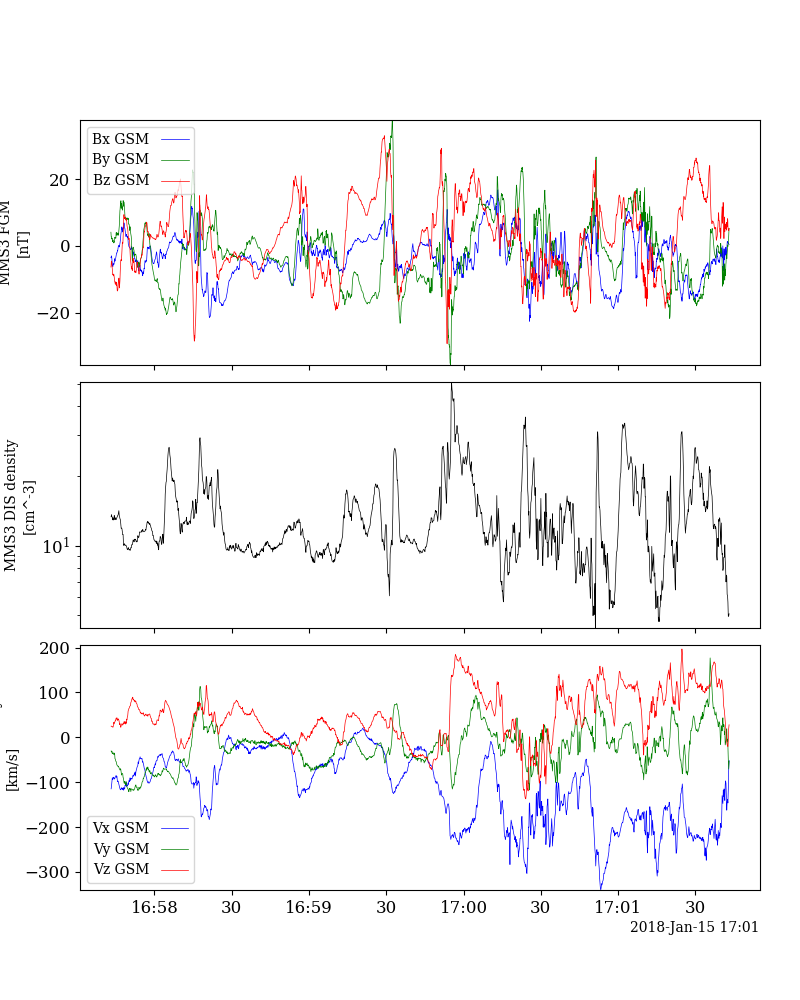 Bx GSM
By GSM
Bz GSM
20
0
−20
MMS3 FGM
[nT]
10^1
MMS3 DIS density
[cm^-3]
200
100
0
−100
−200
−300
[km/s]
Vx GSM
Vy GSM
Vz GSM
16:58 30 16:59 30 17:00 30 17:01 30
2018-Jan-15 17:01